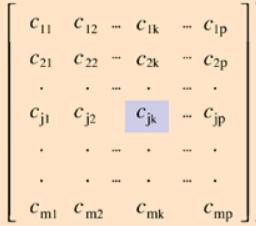 c11 c12 ... c1k ... c1p
c21 c22 ... c2k ... c2p
. . ... . ... .
cj1 cj2 cjk ... cjp
. . ... . ... .
. . ... . ... .
cm1 cm2 cmk cmp